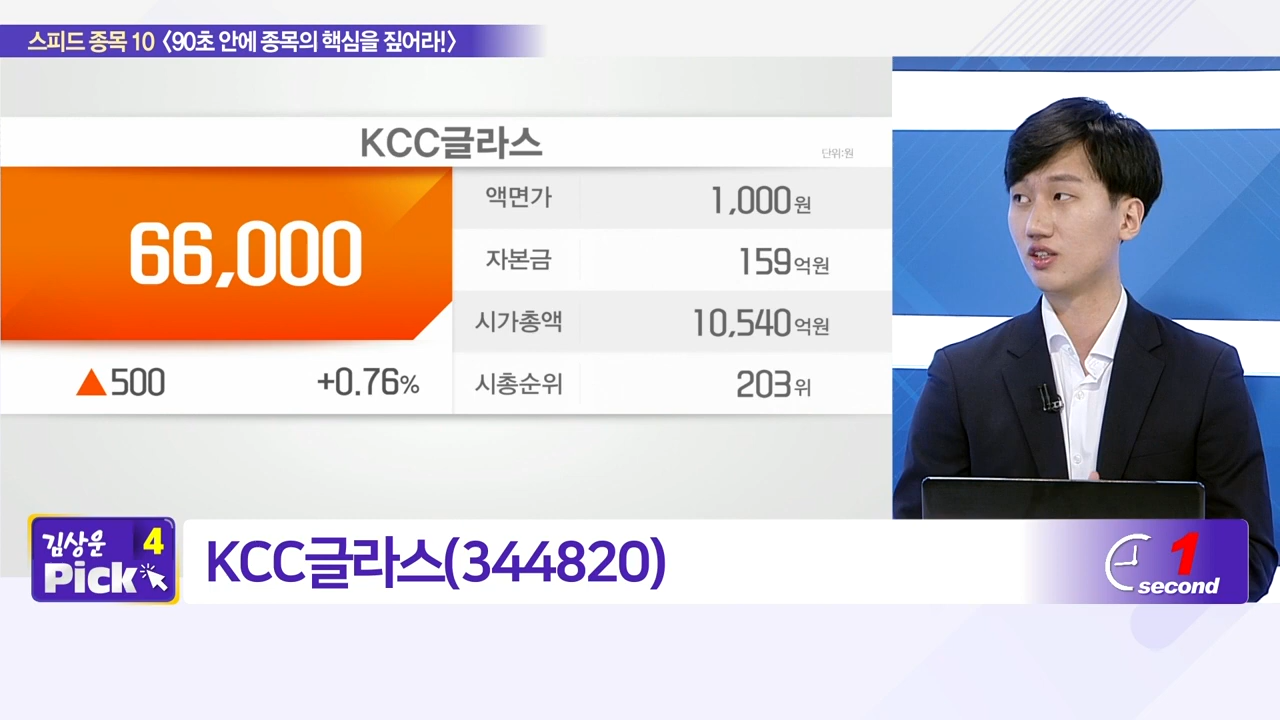 스피드 종목 10 <90초 안에 종목의 핵심을 짚어라!>
KCC글라스
단위:원
66,000
▲500 +0.76%
액면가 1,000원
자본금 159억원
시가총액 10,540억원
시총순위 203위
김상운 4
Pick
KCC글라스(344820)
1
second